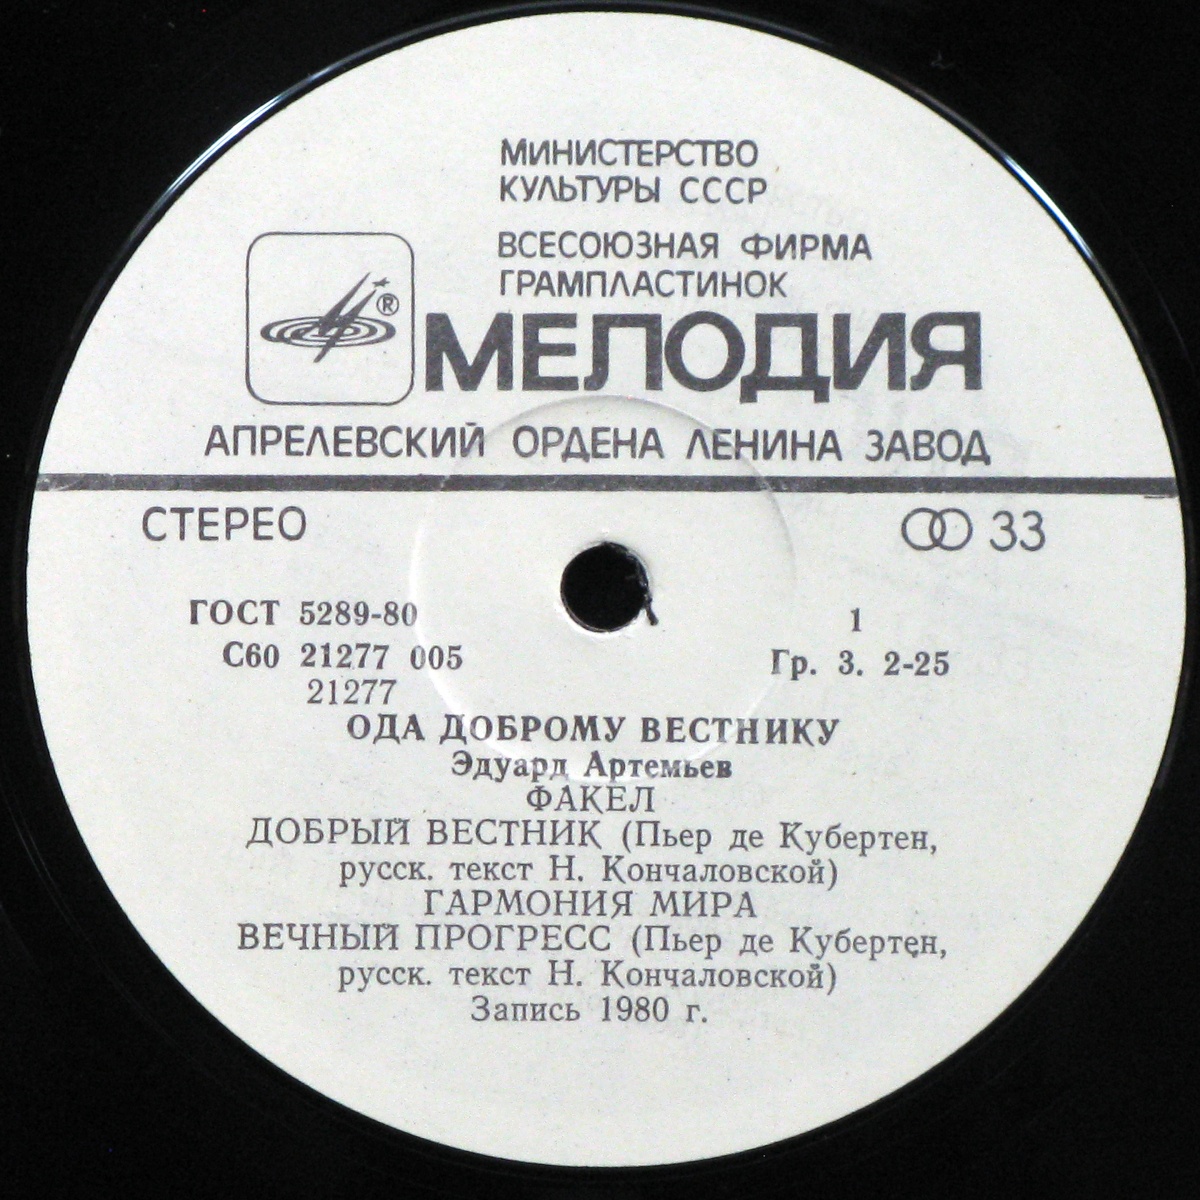 МИНИСТЕРСТВО
КУЛЬТУРЫ СССР
ВСЕСОЮЗНАЯ ФИРМА
ГРАМПЛАСТИНОК
®
МЕЛОДИЯ
АПРЕЛЕВСКИЙ ОРДЕНА ЛЕНИНА ЗАВОД
СТЕРЕО 33
ГОСТ 5289-80 1
С60 21277 005 Гр. 3. 2-25
21277
ОДА ДОБРОМУ ВЕСТНИКУ
Эдуард Артемьев
ФАКЕЛ
ДОБРЫЙ ВЕСТНИК (Пьер де Кубертен,
русск. текст Н. Кончаловской)
ГАРМОНИЯ МИРА
ВЕЧНЫЙ ПРОГРЕСС (Пьер де Кубертен,
русск. текст Н. Кончаловской)
Запись 1980 г.